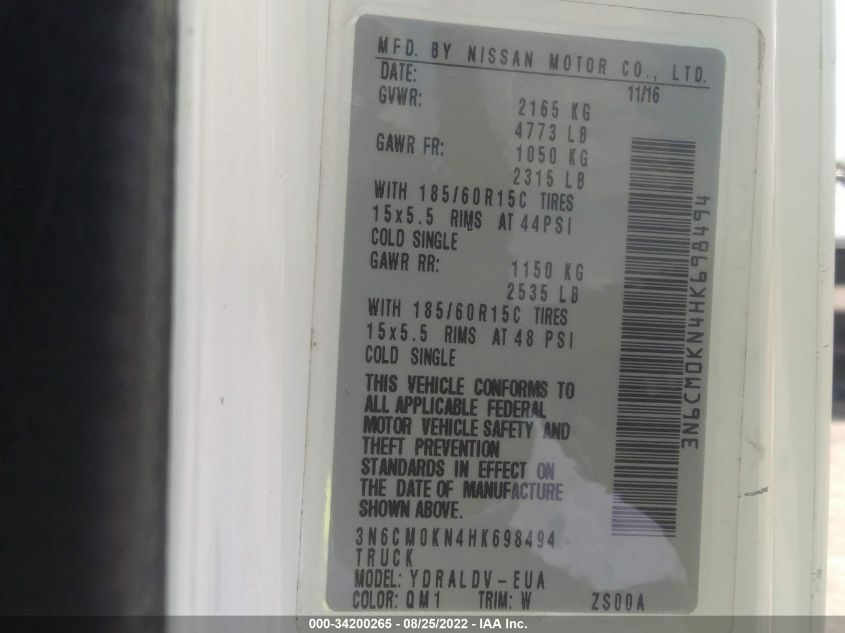 MFD. BY NISSAN MOTOR CO., LTD.
DATE: 11/16
GVWR: 2165 KG
4773 LB
GAWR FR: 1050 KG
2315 LB
WITH 185/60R15C TIRES
15x5.5 RIMS AT 44PSI
COLD SINGLE
GAWR RR: 1150 KG
2535 LB
WITH 185/60R15C TIRES
15x5.5 RIMS AT 48 PSI
COLD SINGLE
THIS VEHICLE CONFORMS TO
ALL APPLICABLE FEDERAL
MOTOR VEHICLE SAFETY AND
THEFT PREVENTION
STANDARDS IN EFFECT ON
THE DATE OF MANUFACTURE
SHOWN ABOVE.
3N6CM0KN4HK698494
TRUCK
MODEL: YDRALDV-EUA
COLOR: QM1 TRIM: W ZS00A
3N6CM0KN4HK698494
000-34200265 - 08/25/2022 - IAA Inc.